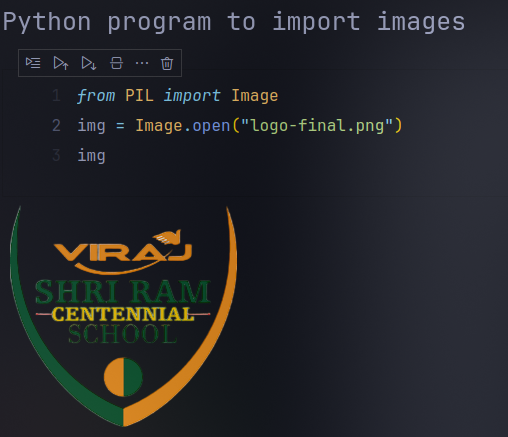 Python program to import images
1 from PIL import Image
2 img = Image.open("logo-final.png")
3 img
VIRAJ
SHRI RAM
CENTENNIAL
SCHOOL